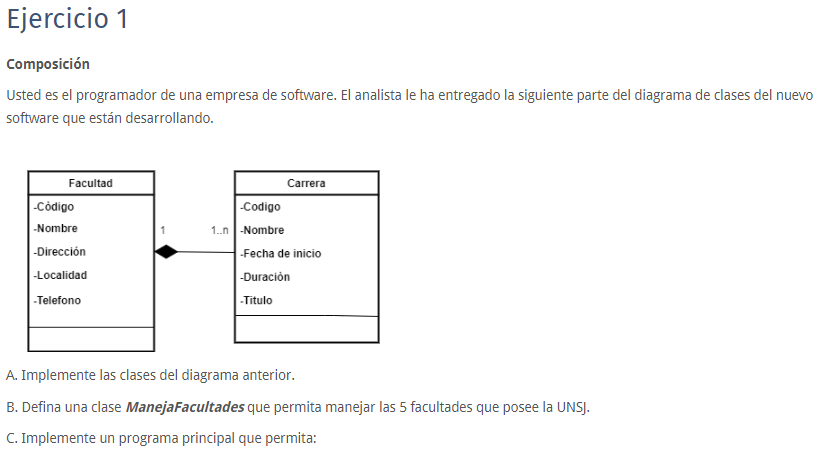 Ejercicio 1
Composición
Usted es el programador de una empresa de software. El analista le ha entregado la siguiente parte del diagrama de clases del nuevo
software que están desarrollando.
Facultad
-Código
-Nombre
-Dirección
-Localidad
-Telefono
1
1..n
Carrera
-Codigo
-Nombre
-Fecha de inicio
-Duración
-Titulo
A. Implemente las clases del diagrama anterior.
B. Defina una clase ManejaFacultades que permita manejar las 5 facultades que posee la UNSJ.
C. Implemente un programa principal que permita: